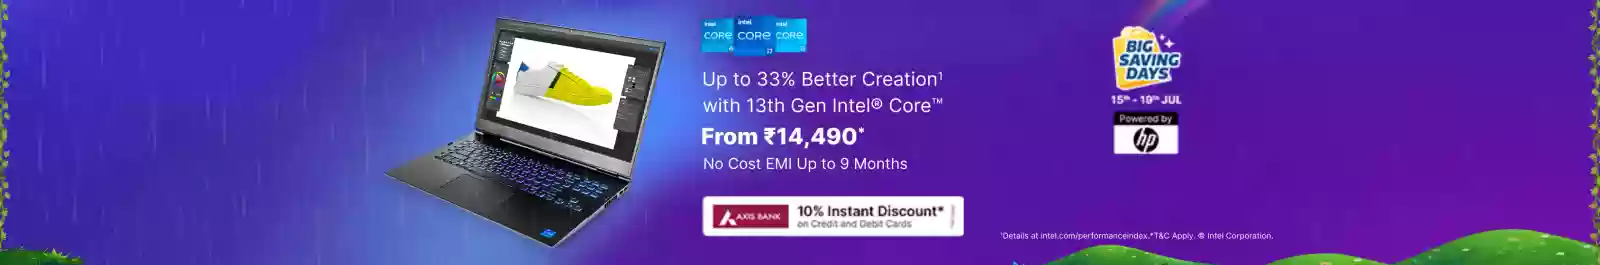 intel intel intel
CORE CORE CORE
i7
Up to 33% Better Creation¹
with 13th Gen Intel® Core™
From ₹14,490*
No Cost EMI Up to 9 Months
AXIS BANK
10% Instant Discount*
on Credit and Debit Cards
BIG
SAVING
DAYS
15th - 19th JUL
Powered by
hp
¹Details at intel.com/performanceindex.*T&C Apply. © Intel Corporation.